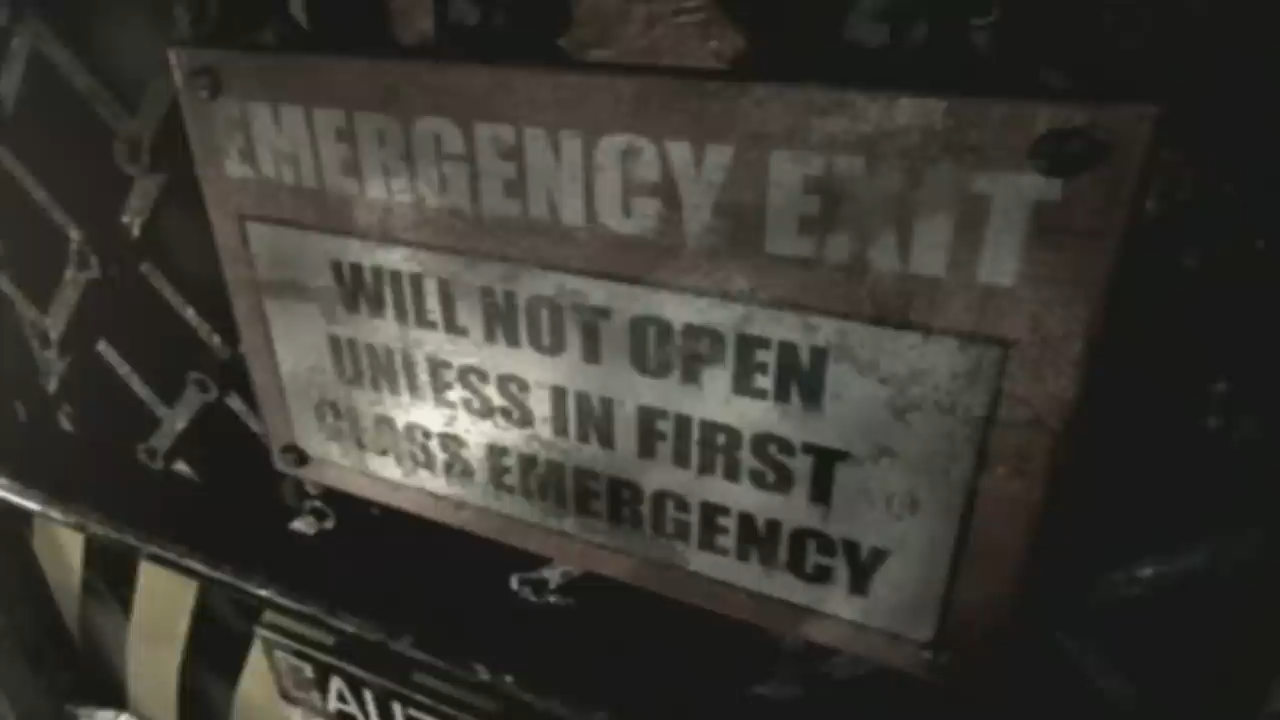 EMERGENCY EXIT
WILL NOT OPEN
UNLESS IN FIRST
CLASS EMERGENCY